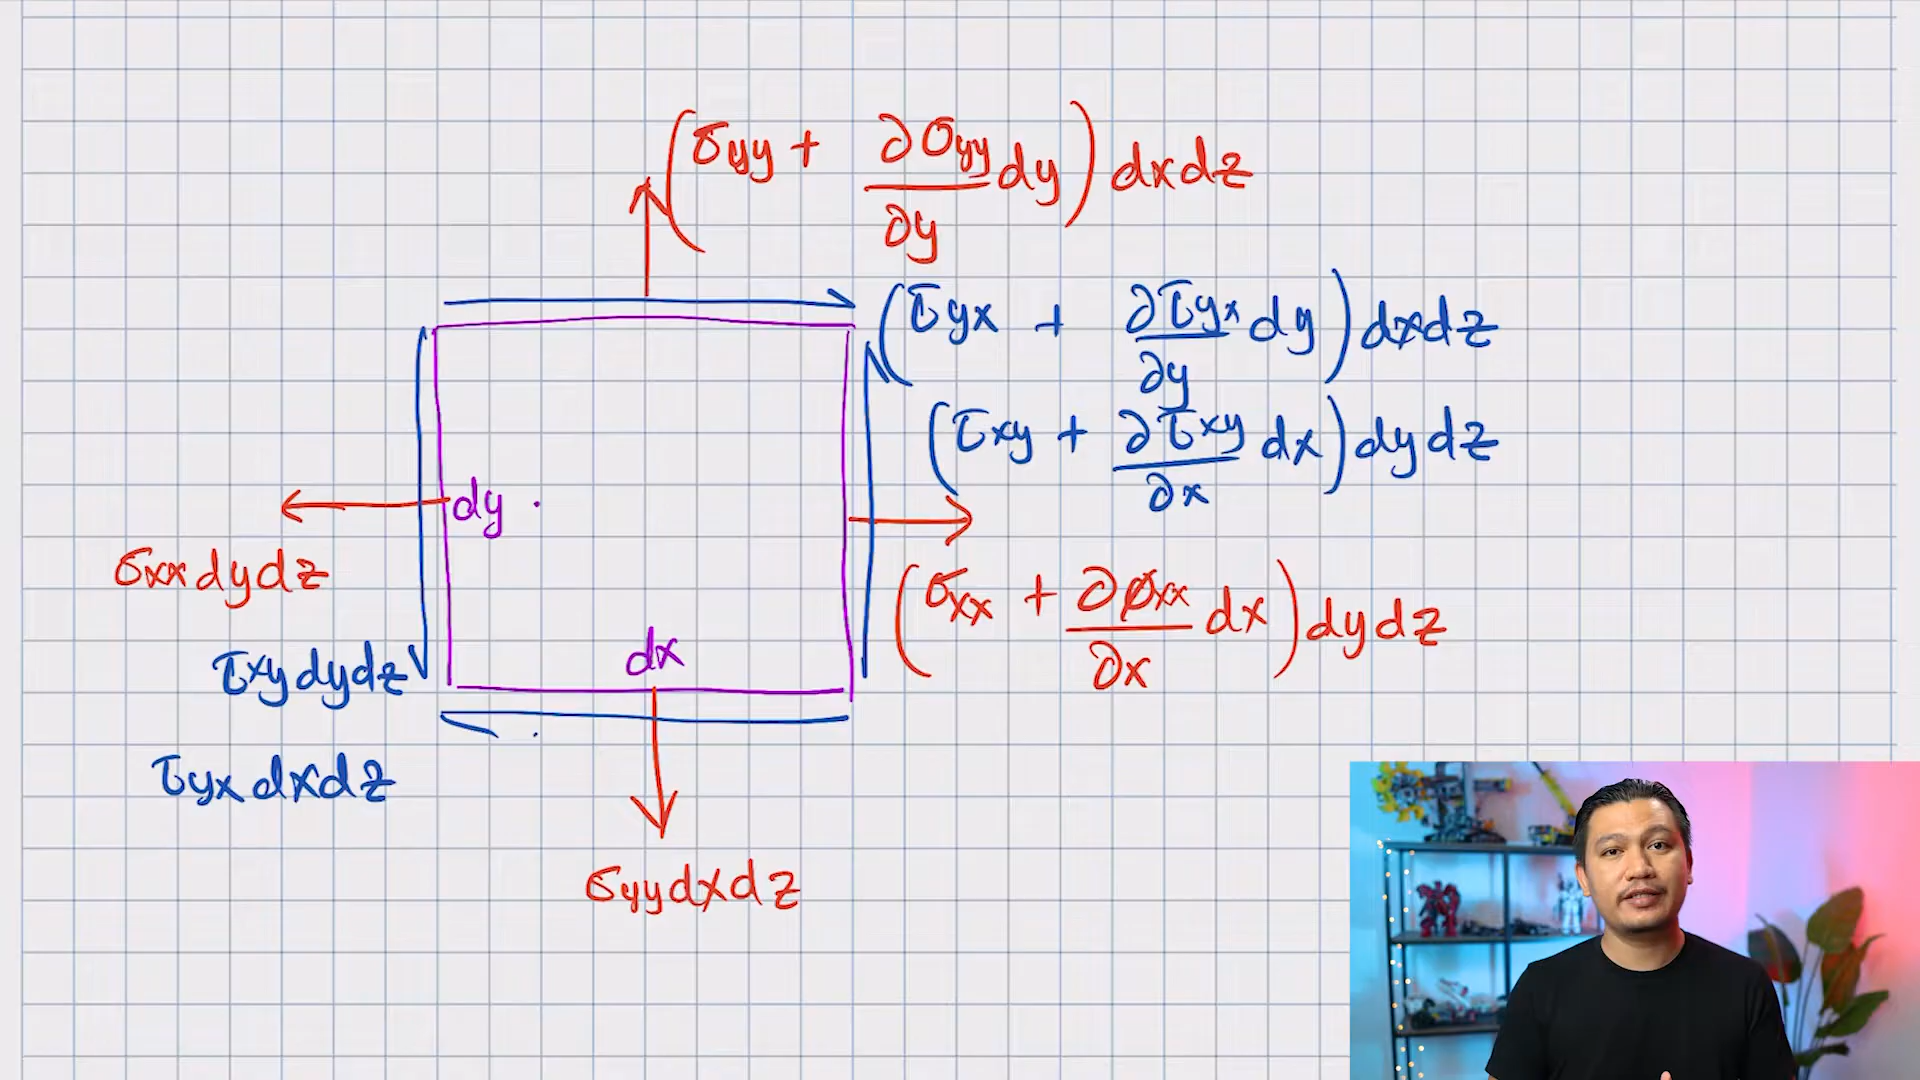 (σyy + ∂σyy/∂y dy) dxdz
(τyx + ∂τyx/∂y dy) dxdz
(τxy + ∂τxy/∂x dx) dydz
dy
σxx dydz
(σxx + ∂σxx/∂x dx) dydz
τxy dydz
dx
τyx dxdz
σyy dxdz